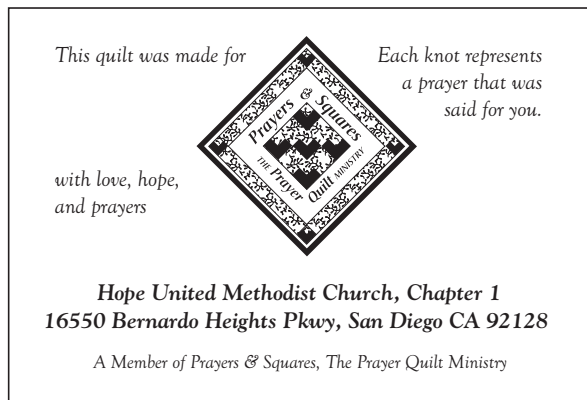 This quilt was made for
Each knot represents
a prayer that was
said for you.
Prayers & Squares
THE Prayer Quilt MINISTRY
with love, hope,
and prayers
Hope United Methodist Church, Chapter 1
16550 Bernardo Heights Pkwy, San Diego CA 92128
A Member of Prayers & Squares, The Prayer Quilt Ministry